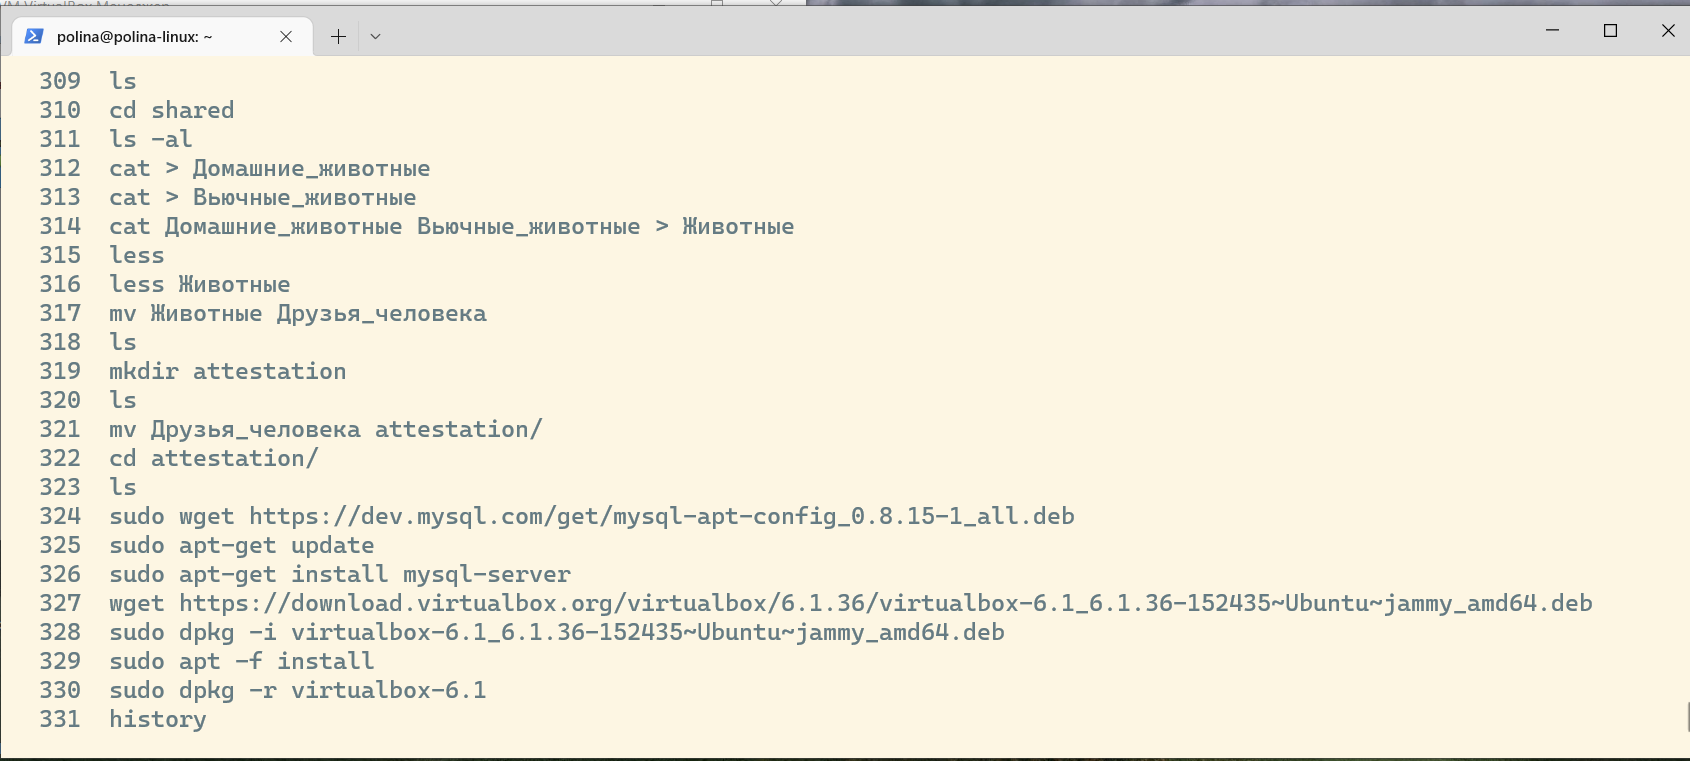 polina@polina-linux: ~
309 ls
310 cd shared
311 ls -al
312 cat > Домашние_животные
313 cat > Вьючные_животные
314 cat Домашние_животные Вьючные_животные > Животные
315 less
316 less Животные
317 mv Животные Друзья_человека
318 ls
319 mkdir attestation
320 ls
321 mv Друзья_человека attestation/
322 cd attestation/
323 ls
324 sudo wget https://dev.mysql.com/get/mysql-apt-config_0.8.15-1_all.deb
325 sudo apt-get update
326 sudo apt-get install mysql-server
327 wget https://download.virtualbox.org/virtualbox/6.1.36/virtualbox-6.1_6.1.36-152435~Ubuntu~jammy_amd64.deb
328 sudo dpkg -i virtualbox-6.1_6.1.36-152435~Ubuntu~jammy_amd64.deb
329 sudo apt -f install
330 sudo dpkg -r virtualbox-6.1
331 history